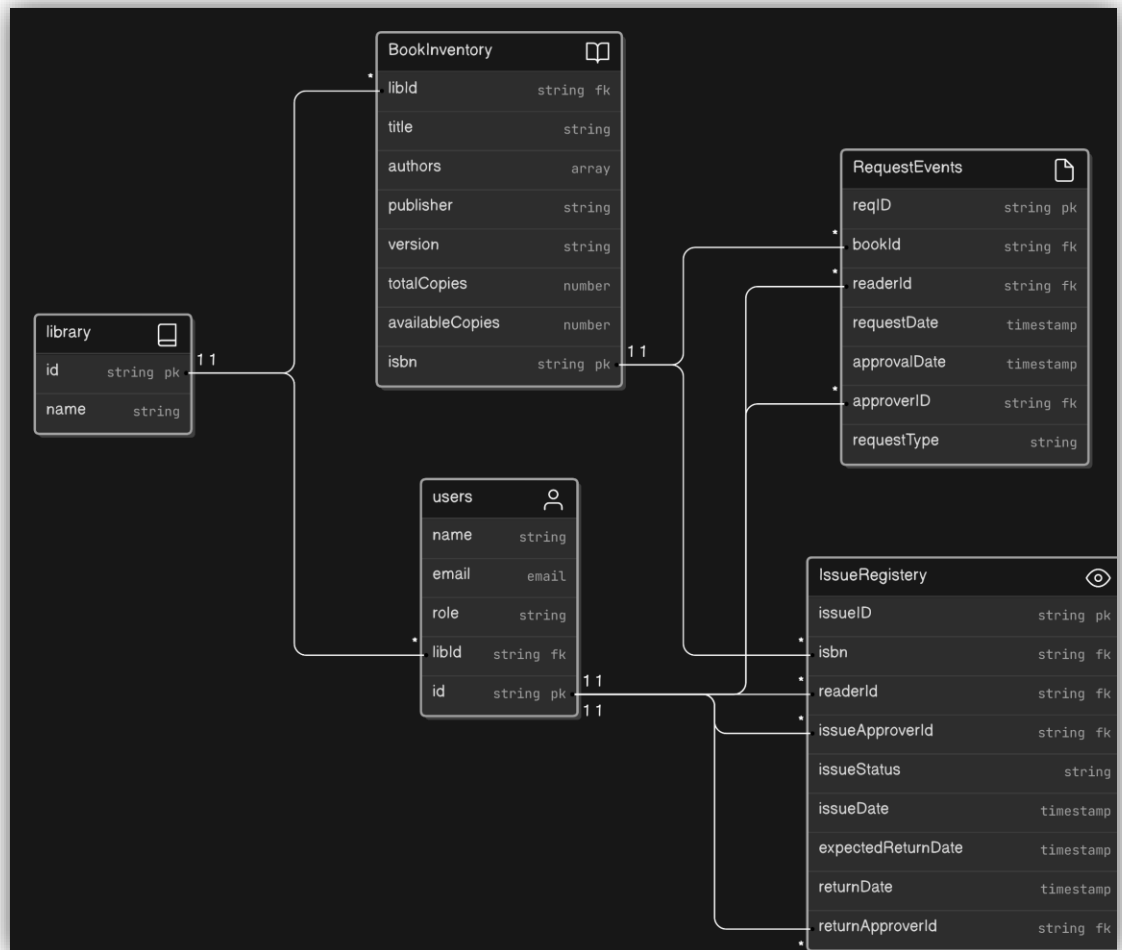 BookInventory
libId string fk
title string
authors array
publisher string
version string
totalCopies number
availableCopies number
isbn string pk
library
id string pk
name string
users
name string
email email
role string
libId string fk
id string pk
RequestEvents
reqID string pk
bookId string fk
readerId string fk
requestDate timestamp
approvalDate timestamp
approverID string fk
requestType string
IssueRegistery
issueID string pk
isbn string fk
readerId string fk
issueApproverId string fk
issueStatus string
issueDate timestamp
expectedReturnDate timestamp
returnDate timestamp
returnApproverId string fk
*
1 1
*
1 1
*
*
*
1 1
1 1
*
*
*
*